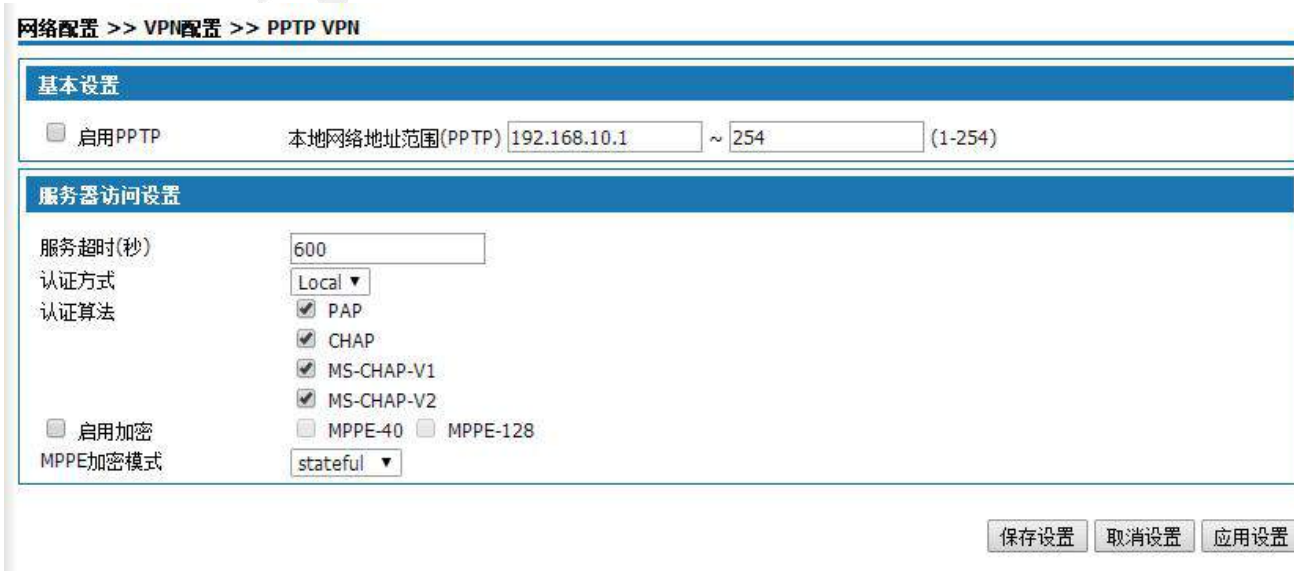 网络配置 >> VPN配置 >> PPTP VPN
基本设置
启用PPTP 本地网络地址范围(PPTP) 192.168.10.1 ~ 254 (1-254)
服务器访问设置
服务超时(秒) 600
认证方式 Local
认证算法 PAP
CHAP
MS-CHAP-V1
MS-CHAP-V2
启用加密 MPPE-40 MPPE-128
MPPE加密模式 stateful
保存设置 取消设置 应用设置